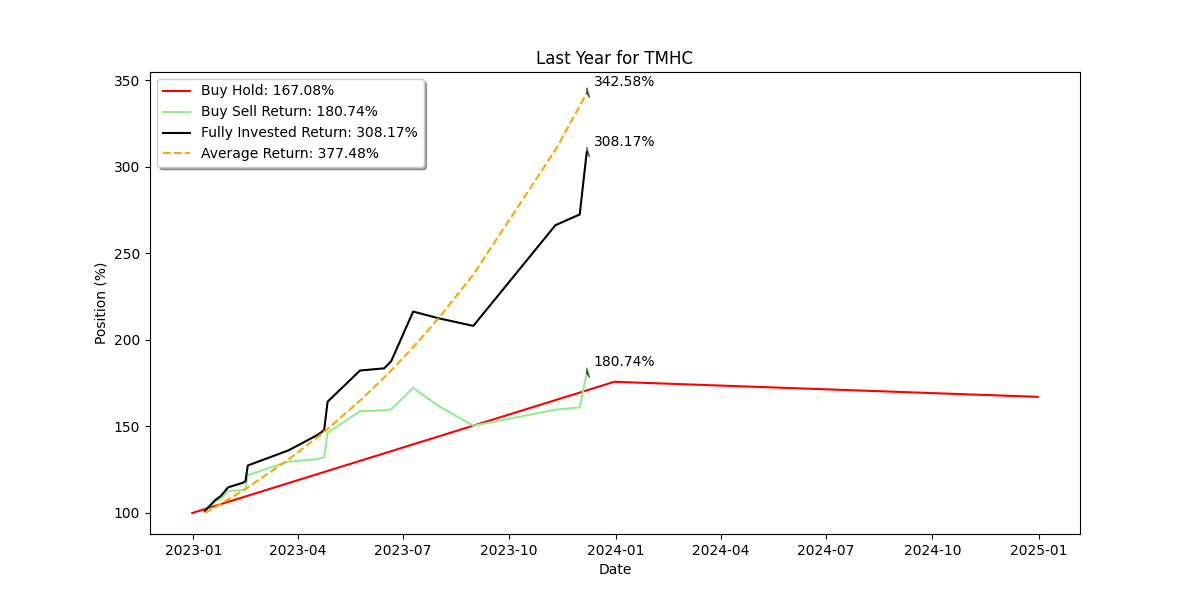 Last Year for TMHC
Buy Hold: 167.08%
Buy Sell Return: 180.74%
Fully Invested Return: 308.17%
Average Return: 377.48%
342.58%
308.17%
180.74%
Position (%)
350
300
250
200
150
100
2023-01
2023-04
2023-07
2023-10
2024-01
2024-04
2024-07
2024-10
2025-01
Date